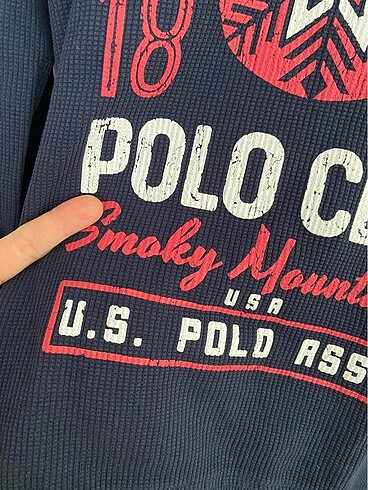 18
POLO C
Smoky Mount
USA
U.S. POLO ASS